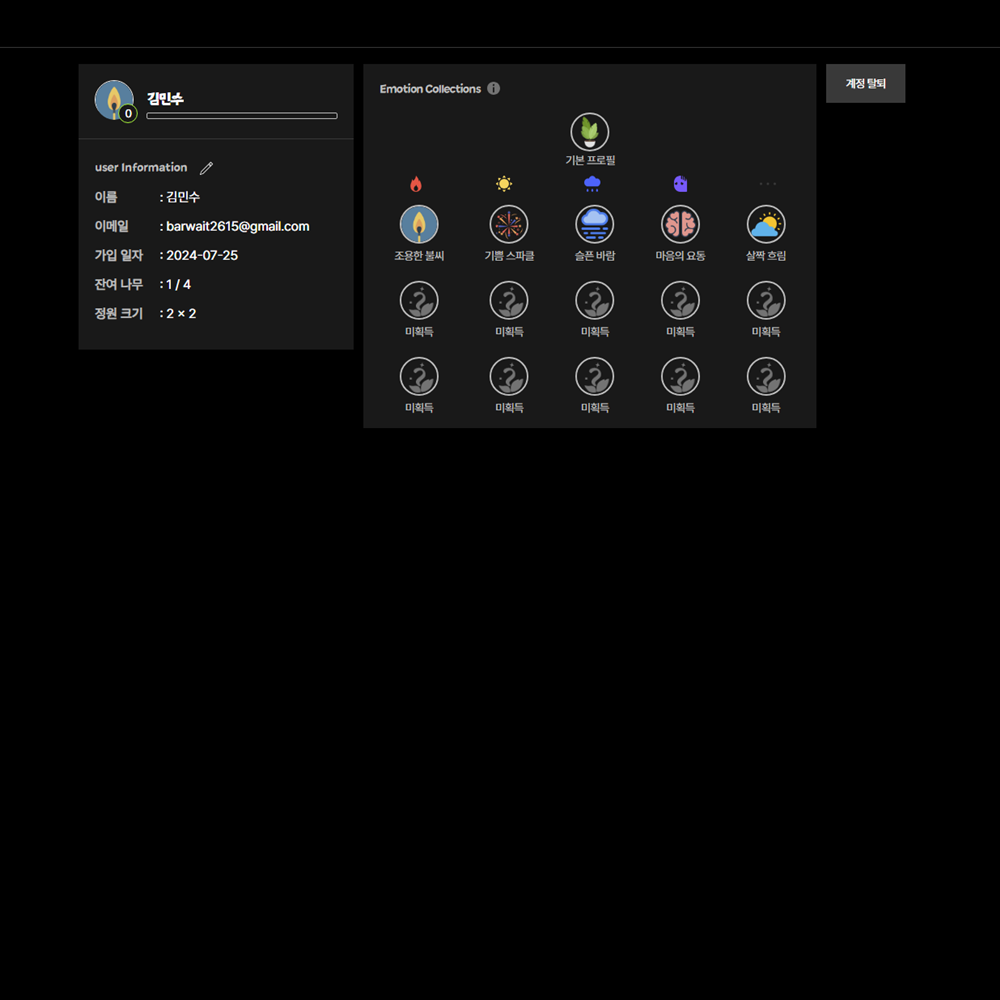 김민수
0
user Information
이름 : 김민수
이메일 : barwait2615@gmail.com
가입 일자 : 2024-07-25
잔여 나무 : 1 / 4
정원 크기 : 2 × 2
Emotion Collections i
기본 프로필
조용한 불씨 기쁨 스파클 슬픈 바람 마음의 요동 살짝 흐림
미획득 미획득 미획득 미획득 미획득
미획득 미획득 미획득 미획득 미획득
계정 탈퇴